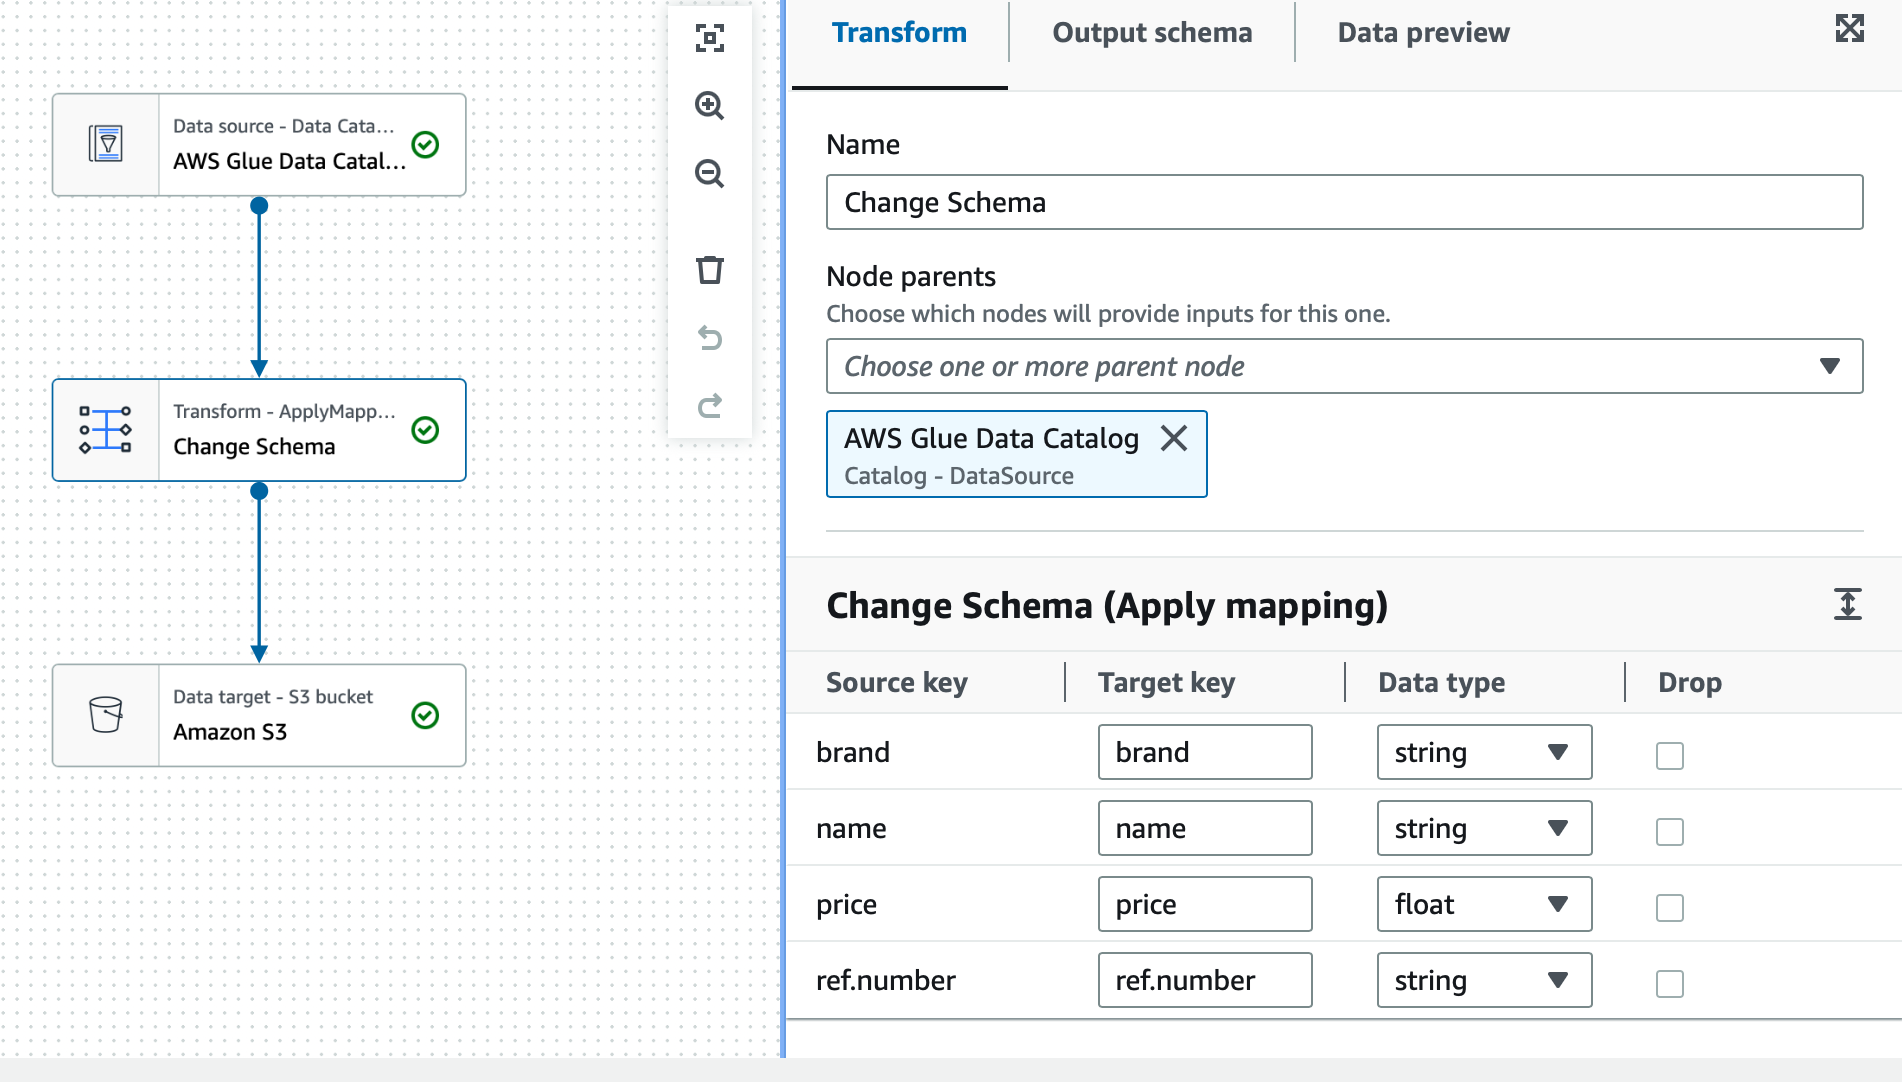 Data source - Data Cata...
AWS Glue Data Catal...
Transform - ApplyMapp...
Change Schema
Data target - S3 bucket
Amazon S3
Transform
Output schema
Data preview
Name
Change Schema
Node parents
Choose which nodes will provide inputs for this one.
Choose one or more parent node
AWS Glue Data Catalog
Catalog - DataSource
Change Schema (Apply mapping)
Source key Target key Data type Drop
brand brand string
name name string
price price float
ref.number ref.number string